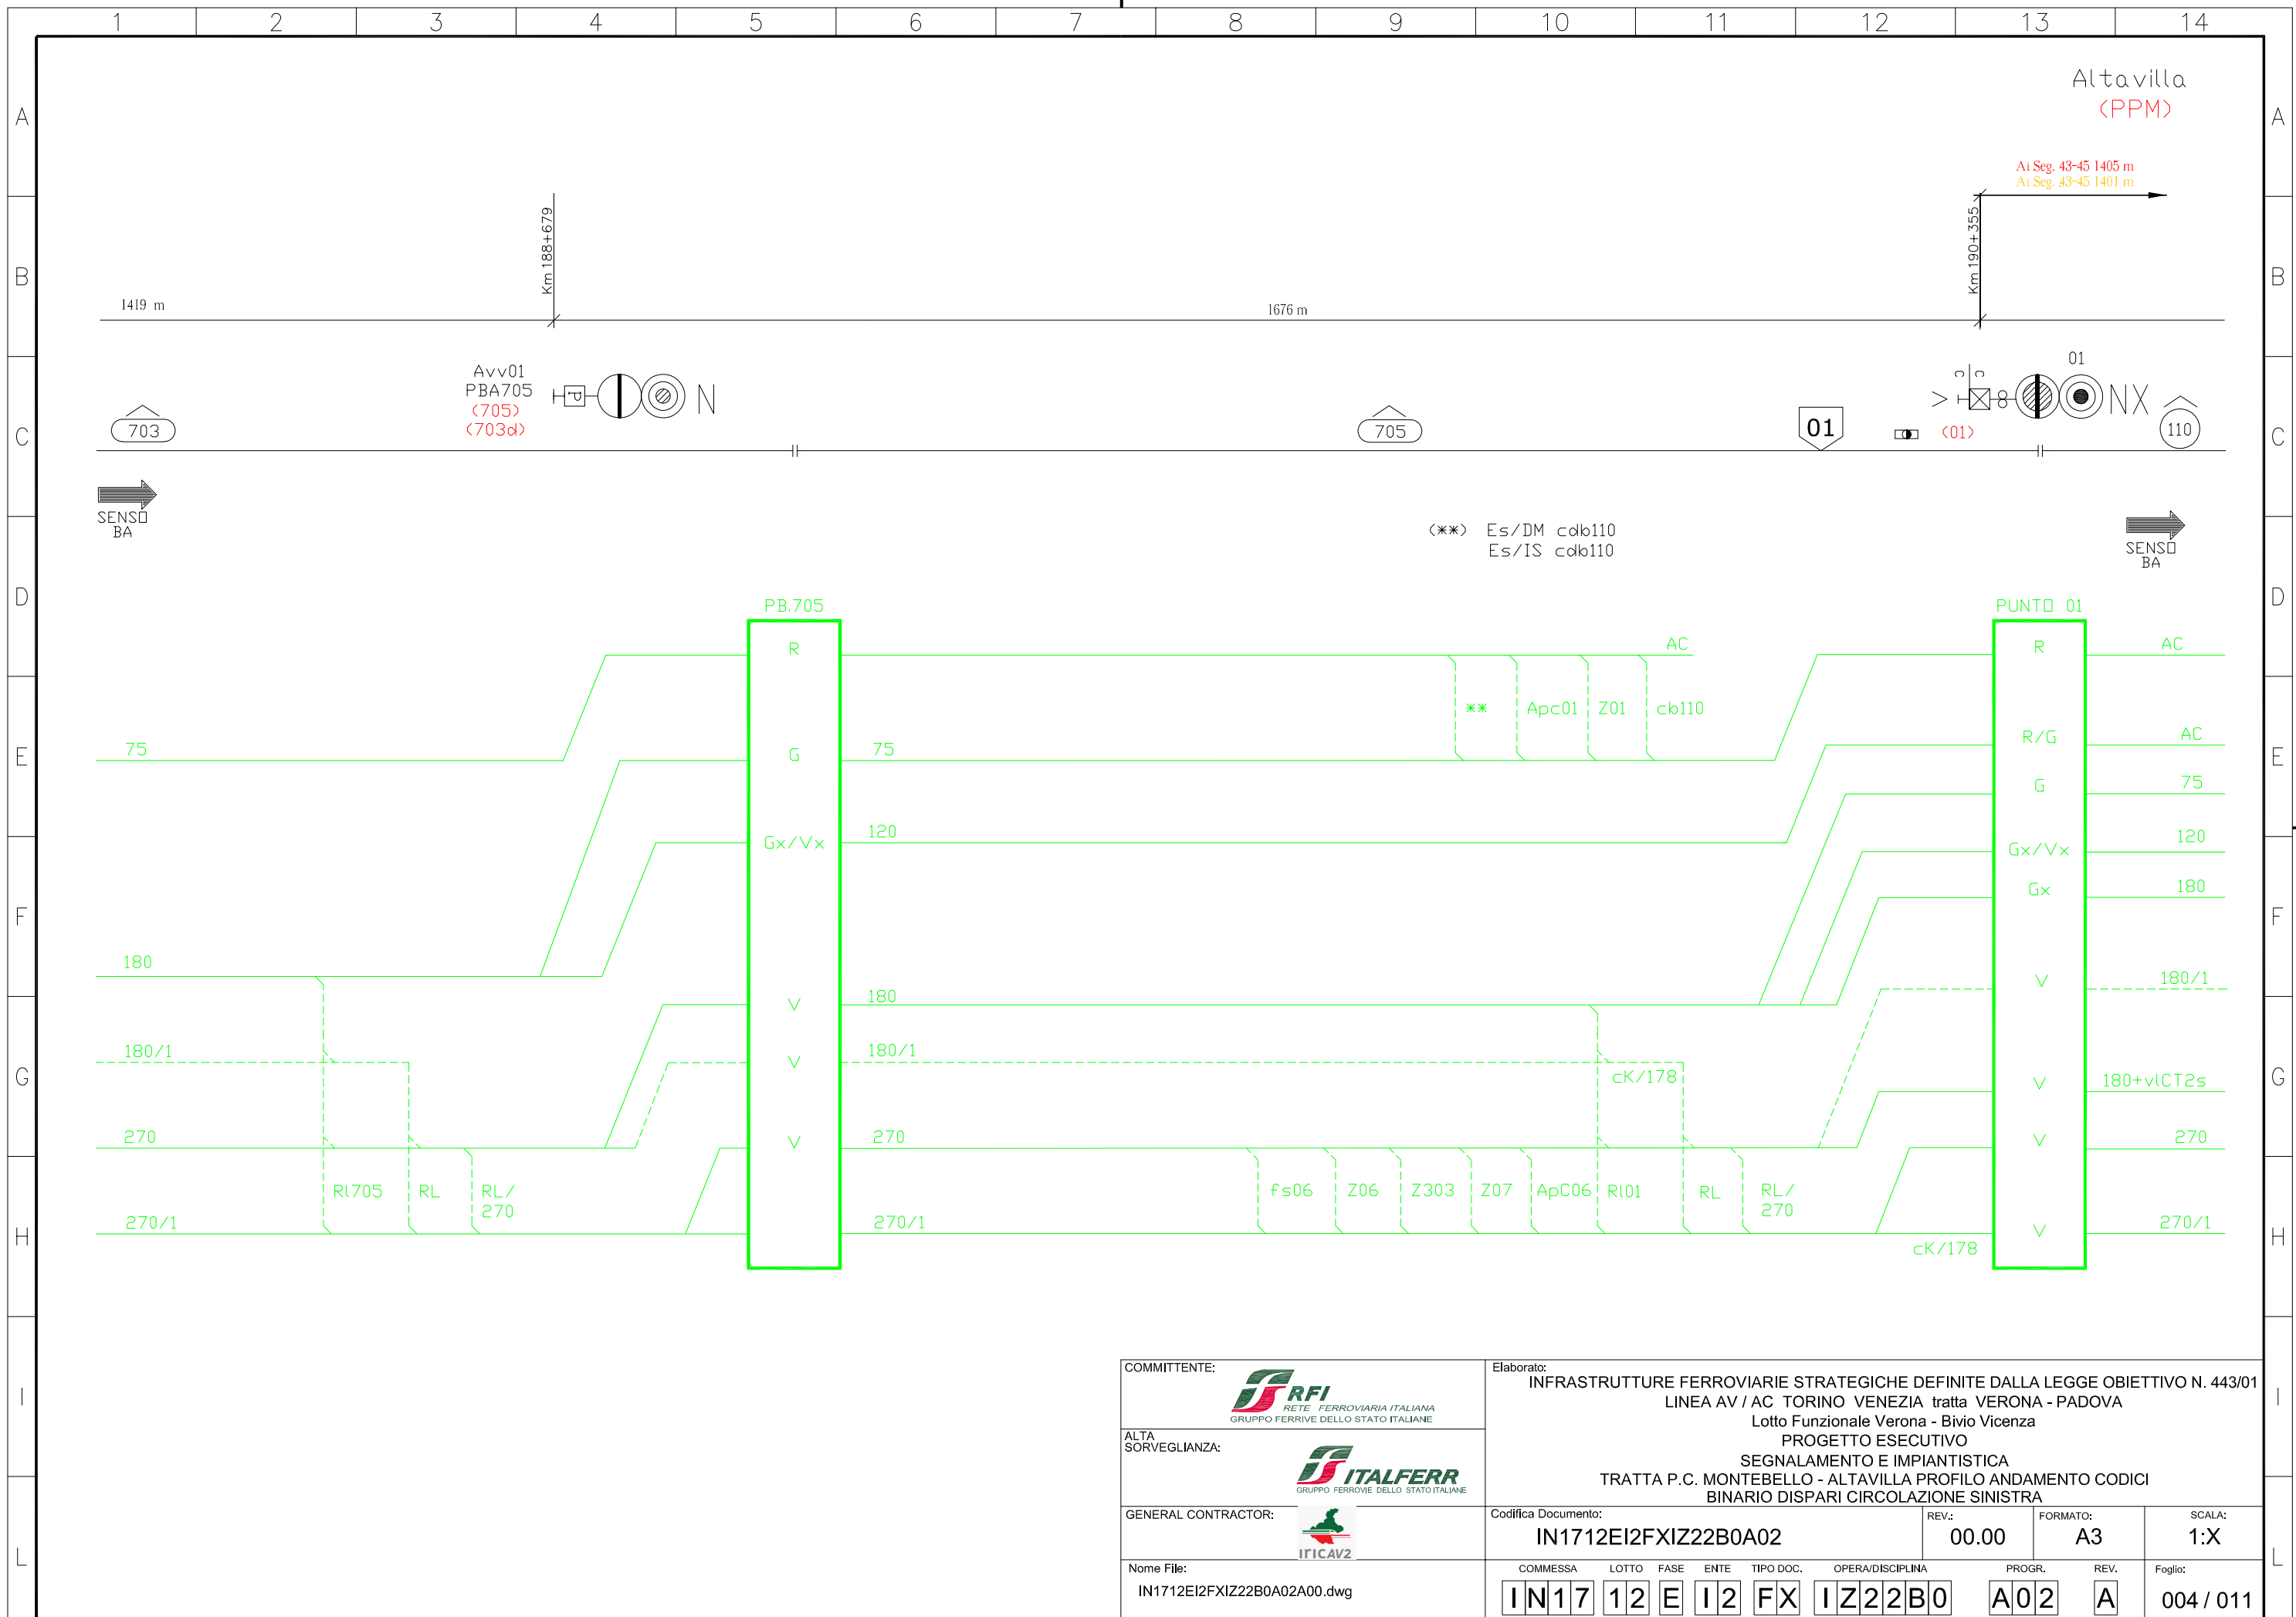 1 2 3 4 5 6 7 8 9 10 11 12 13 14
Altavilla
(PPM)
A A
Ai Seg. 43-45 1405 m
Ai Seg. 43-45 1401 m
Km 188+679
Km 190+355
B B
1419 m
1676 m
Avv01
PBA705
(705)
(703d)
P
N
703
705
01
c c
01
(01)
NX
110
C C
SENSO
BA
(**) Es/DM cdb110
Es/IS cdb110
SENSO
BA
D D
PB.705
PUNTO 01
R
AC
R
AC
** Apc01 Z01 cb110
R/G
AC
E E
75
G
75
G
75
Gx/Vx
120
Gx/Vx
120
Gx
180
F F
180
V
180
V
180/1
180/1
V
180/1
cK/178
V
180+vlCT2s
G G
270
V
270
V
270
Rl705 RL RL/
270
fs06 Z06 Z303 Z07 ApC06 Rl01 RL RL/
270
270/1
270/1
cK/178
V
270/1
H H
I I
L L
COMMITTENTE:
RFI
RETE FERROVIARIA ITALIANA
GRUPPO FERRIVE DELLO STATO ITALIANE
ALTA
SORVEGLIANZA:
ITALFERR
GRUPPO FERROVIE DELLO STATO ITALIANE
GENERAL CONTRACTOR:
IricAV2
Nome File:
IN1712EI2FXIZ22B0A02A00.dwg
Elaborato:
INFRASTRUTTURE FERROVIARIE STRATEGICHE DEFINITE DALLA LEGGE OBIETTIVO N. 443/01
LINEA AV / AC TORINO VENEZIA tratta VERONA - PADOVA
Lotto Funzionale Verona - Bivio Vicenza
PROGETTO ESECUTIVO
SEGNALAMENTO E IMPIANTISTICA
TRATTA P.C. MONTEBELLO - ALTAVILLA PROFILO ANDAMENTO CODICI
BINARIO DISPARI CIRCOLAZIONE SINISTRA
Codifica Documento:
IN1712EI2FXIZ22B0A02
REV.:
00.00
FORMATO:
A3
SCALA:
1:X
COMMESSA LOTTO FASE ENTE TIPO DOC. OPERA/DISCIPLINA PROGR. REV.
IN17 12 E I2 FX IZ22B0 A02 A
Foglio:
004 / 011